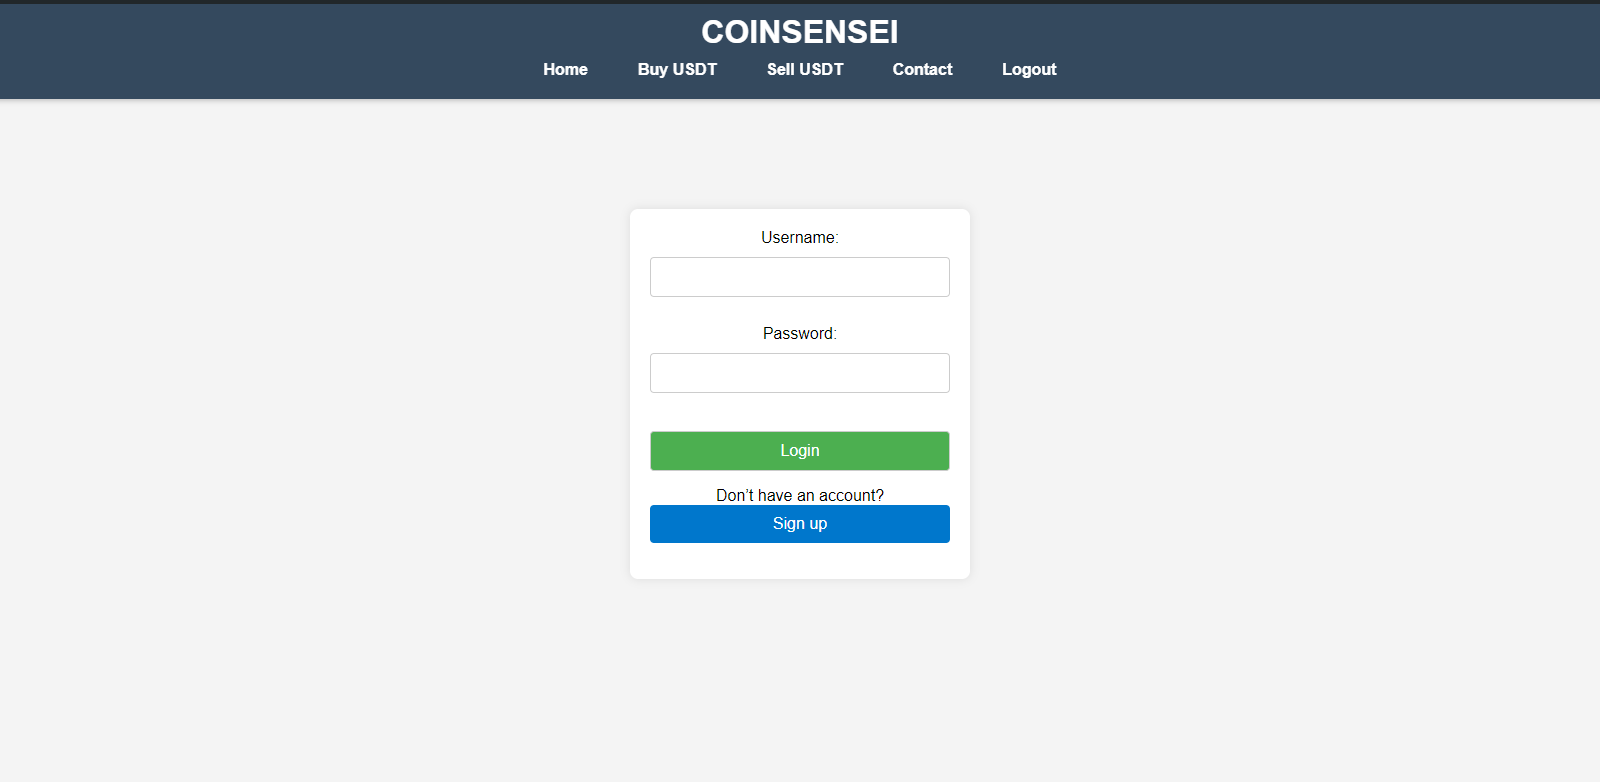 COINSENSEI
Home Buy USDT Sell USDT Contact Logout
Username:
Password:
Login
Don’t have an account?
Sign up